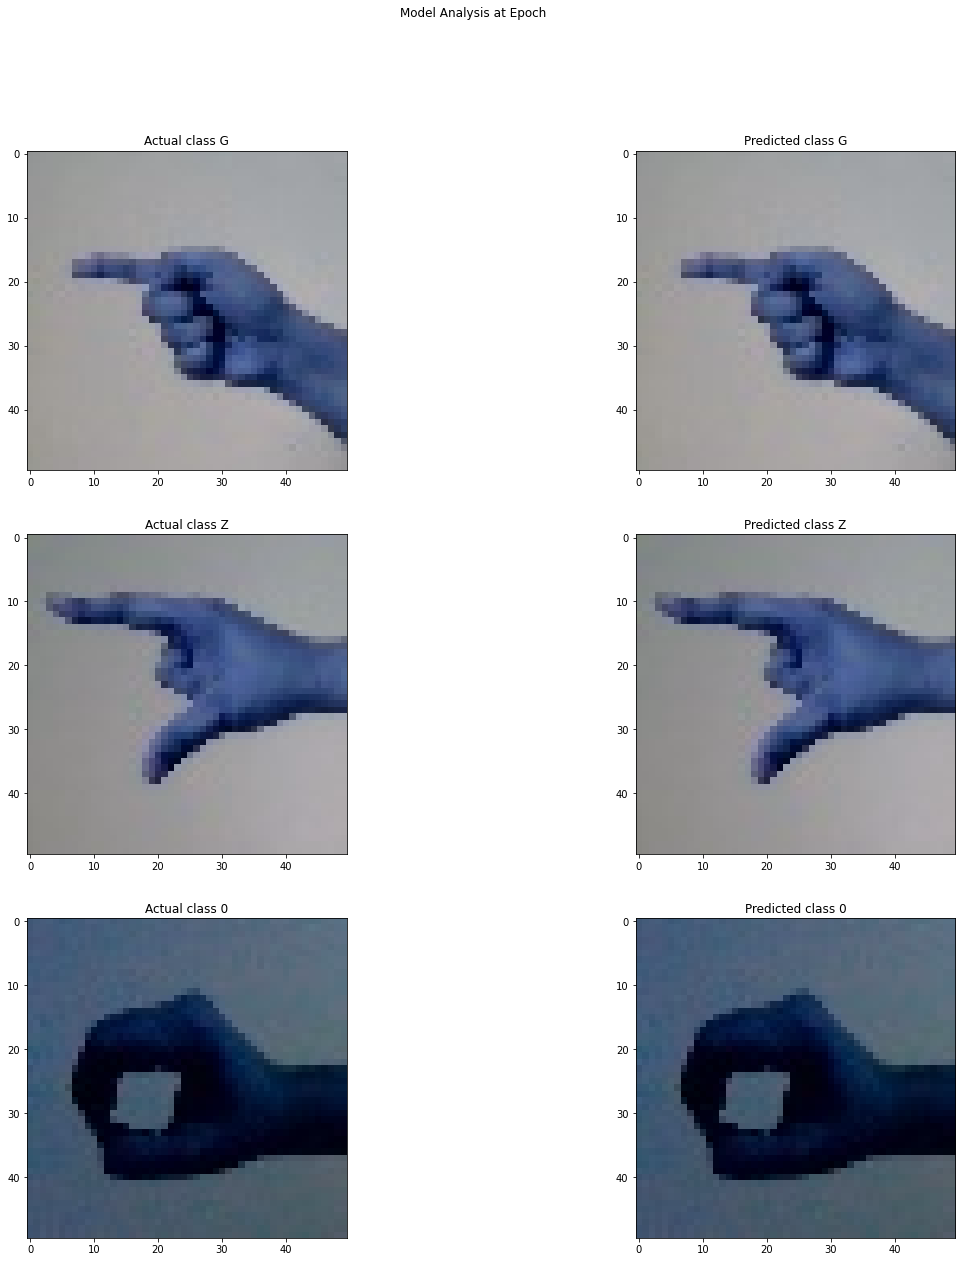 Model Analysis at Epoch
Actual class G
Predicted class G
0
10
20
30
40
0 10 20 30 40
0
10
20
30
40
0 10 20 30 40
Actual class Z
Predicted class Z
0
10
20
30
40
0 10 20 30 40
0
10
20
30
40
0 10 20 30 40
Actual class 0
Predicted class 0
0
10
20
30
40
0 10 20 30 40
0
10
20
30
40
0 10 20 30 40